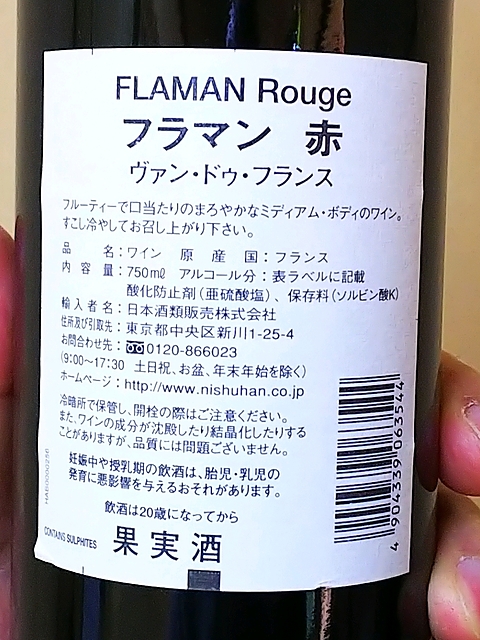 FLAMAN Rouge
フラマン 赤
ヴァン・ドゥ・フランス
フルーティーで口当たりのまろやかなミディアム・ボディのワイン。
すこし冷やしてお召し上がり下さい。
品 名：ワイン 原 産 国：フランス
内 容 量：750mℓ アルコール分：表ラベルに記載
酸化防止剤（亜硫酸塩）、保存料（ソルビン酸K）
輸 入 者 名：日本酒類販売株式会社
住所及び引取先：東京都中央区新川1-25-4
お問合わせ先：0120-866023
（9:00〜17:30 土日祝、お盆、年末年始を除く）
ホームページ：http://www.nishuhan.co.jp
冷暗所で保管し、開栓の際はご注意ください。
また、ワインの成分が沈殿したり結晶化したりする
ことがありますが、品質には問題ございません。
妊娠中や授乳期の飲酒は、胎児・乳児の
発育に悪影響を与えるおそれがあります。
飲酒は20歳になってから
CONTAINS SULPHITES
果実酒
4 904339 063544